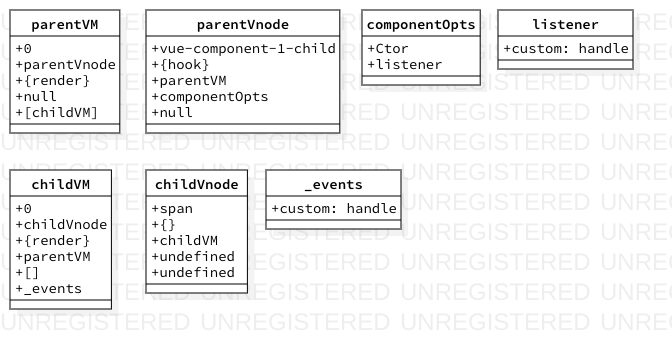 parentVM
+0
+parentVnode
+{render}
+null
+[childVM]
parentVnode
+vue-component-1-child
+{hook}
+parentVM
+componentOpts
+null
componentOpts
+Ctor
+listener
listener
+custom: handle
childVM
+0
+childVnode
+{render}
+parentVM
+[]
+_events
childVnode
+span
+{}
+childVM
+undefined
+undefined
_events
+custom: handle
UNREGISTERED UNREGISTERED UNREGISTERED UNREGISTERED